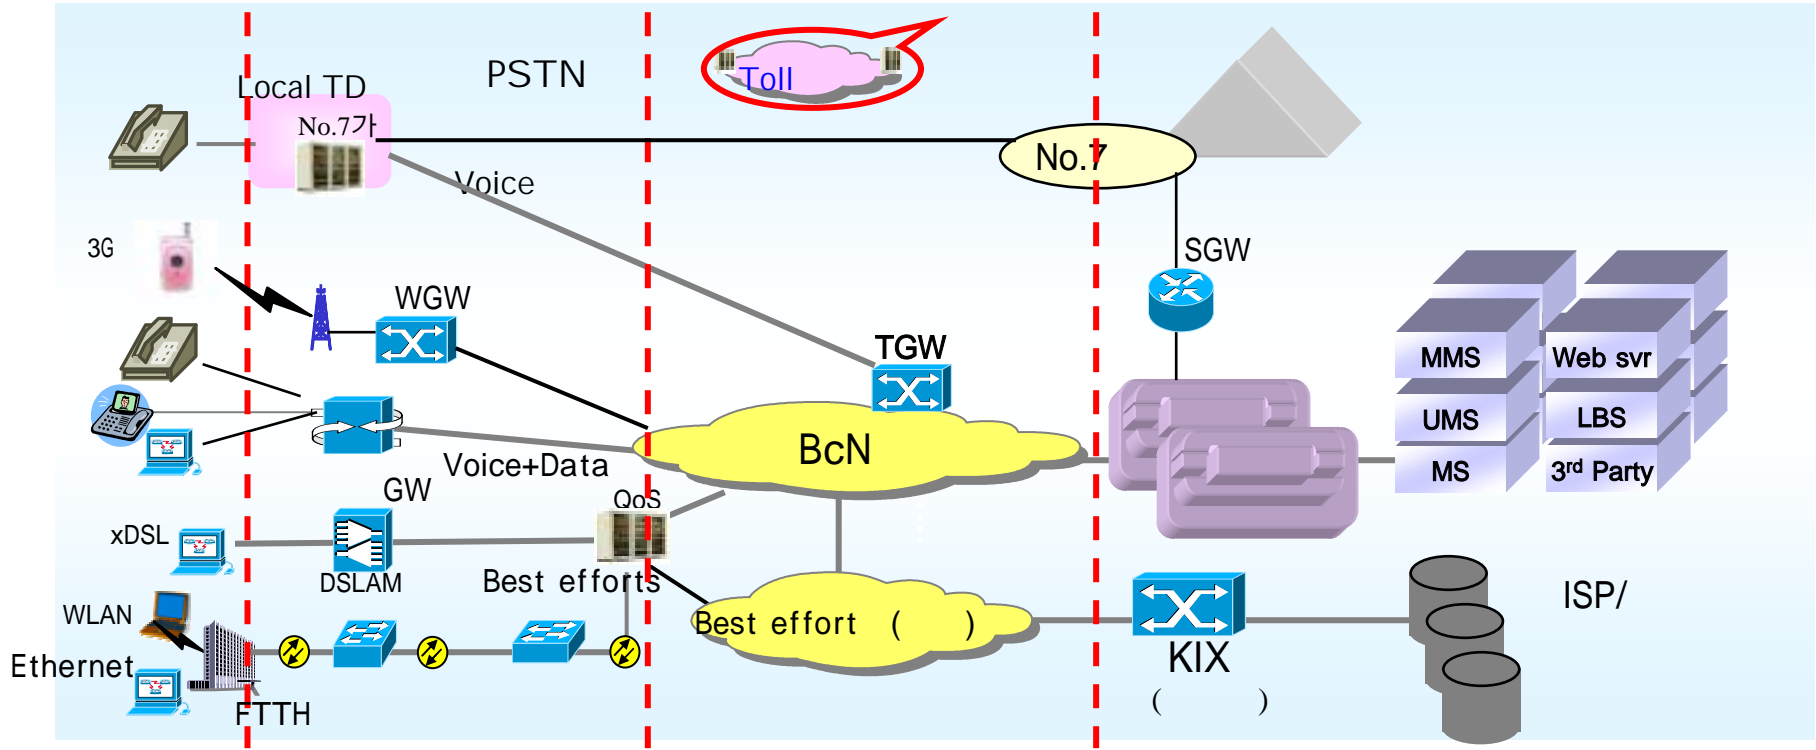 PSTN
Toll
Local TD
No.7가
No.7
Voice
3G
SGW
WGW
TGW
MMS
Web svr
UMS
LBS
BcN
Voice+Data
MS
3rd Party
GW
QoS
xDSL
DSLAM
Best efforts
ISP/
WLAN
Best effort ( )
KIX
Ethernet
( )
FTTH